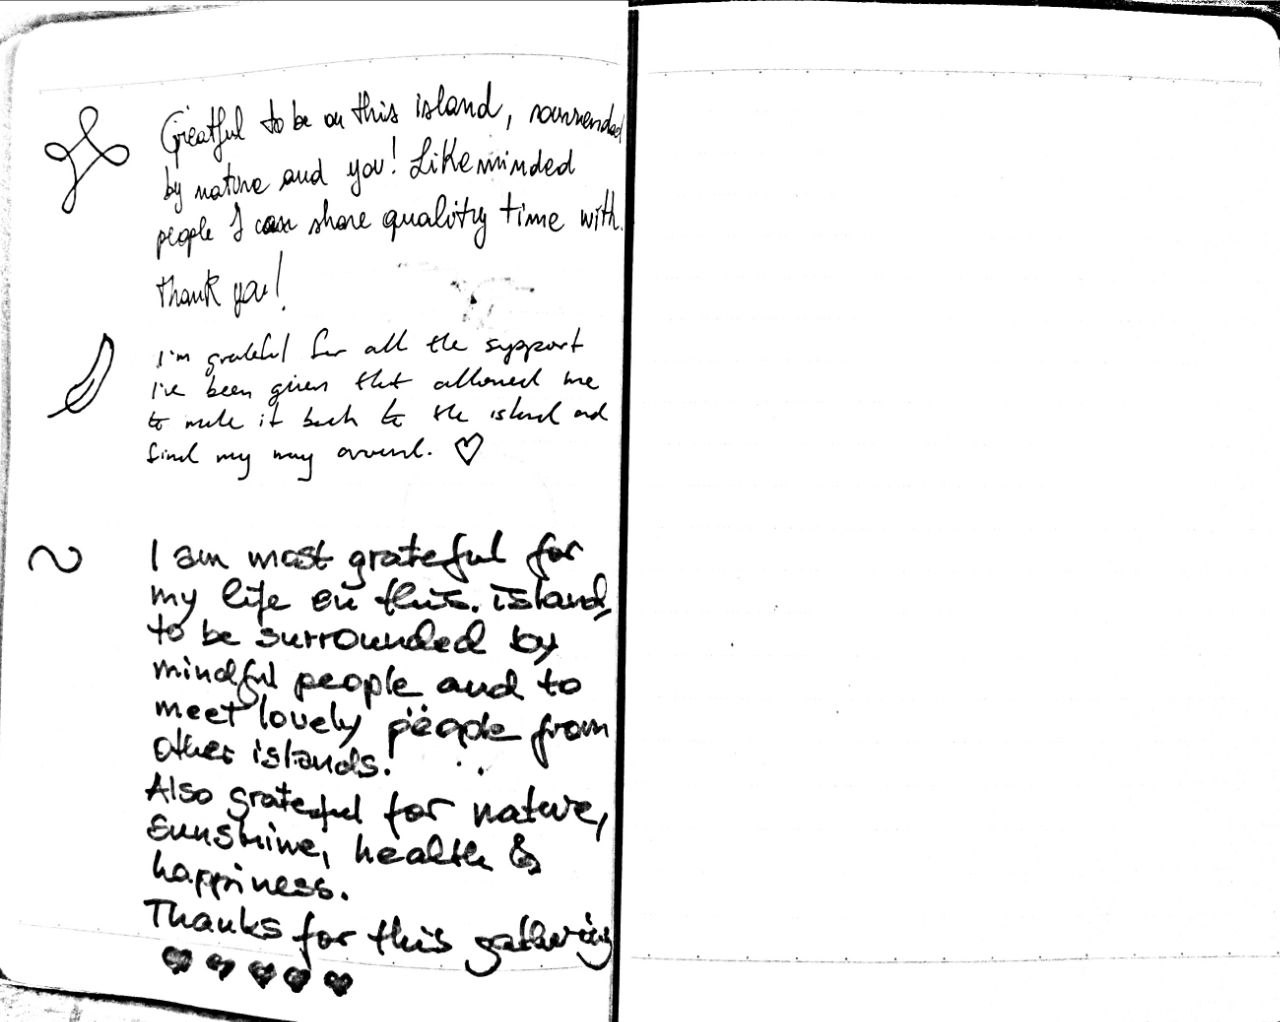 Greatful to be on this island, sourrended
by nature and you! Likeminded
people I can share quality time with.
Thank you!
I'm grateful for all the support
I've been given that allowed me
to make it back to the island and
find my way around. ♡
~ I am most grateful for
my life on this. island,
to be surrounded by
mindful people and to
meet lovely people from
other islands.
Also grateful for nature,
sunshine, health &
happiness.
Thanks for this gathering
♥ ♥ ♥ ♥ ♥